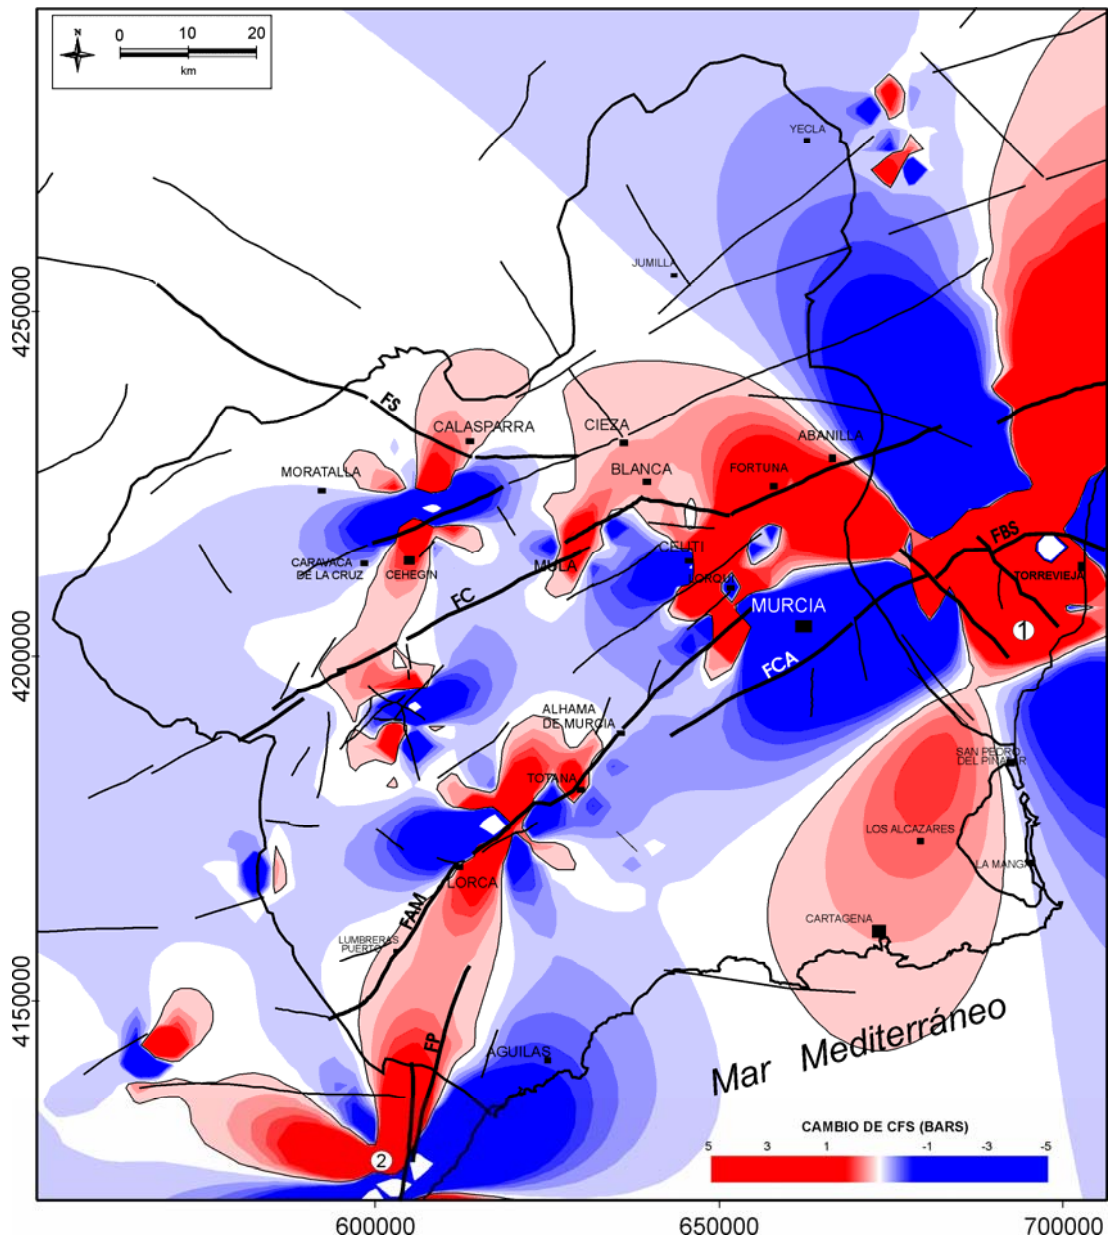 N
0 10 20
km
YECLA
JUMILLA
4250000
FS
CALASPARRA
CIEZA
ABANILLA
MORATALLA
BLANCA
FORTUNA
FBS
CARAVACA
DE LA CRUZ
CEHEGIN
MULA
CEUTI
LORQUI
TORREVIEJA
FC
MURCIA
1
4200000
FCA
ALHAMA
DE MURCIA
TOTANA
SAN PEDRO
DEL PINATAR
LOS ALCAZARES
LA MANGA
LORCA
FAM
CARTAGENA
LUMBRERAS
PUERTO
4150000
FP
AGUILAS
Mar Mediterráneo
CAMBIO DE CFS (BARS)
5 3 1 -1 -3 -5
2
600000 650000 700000